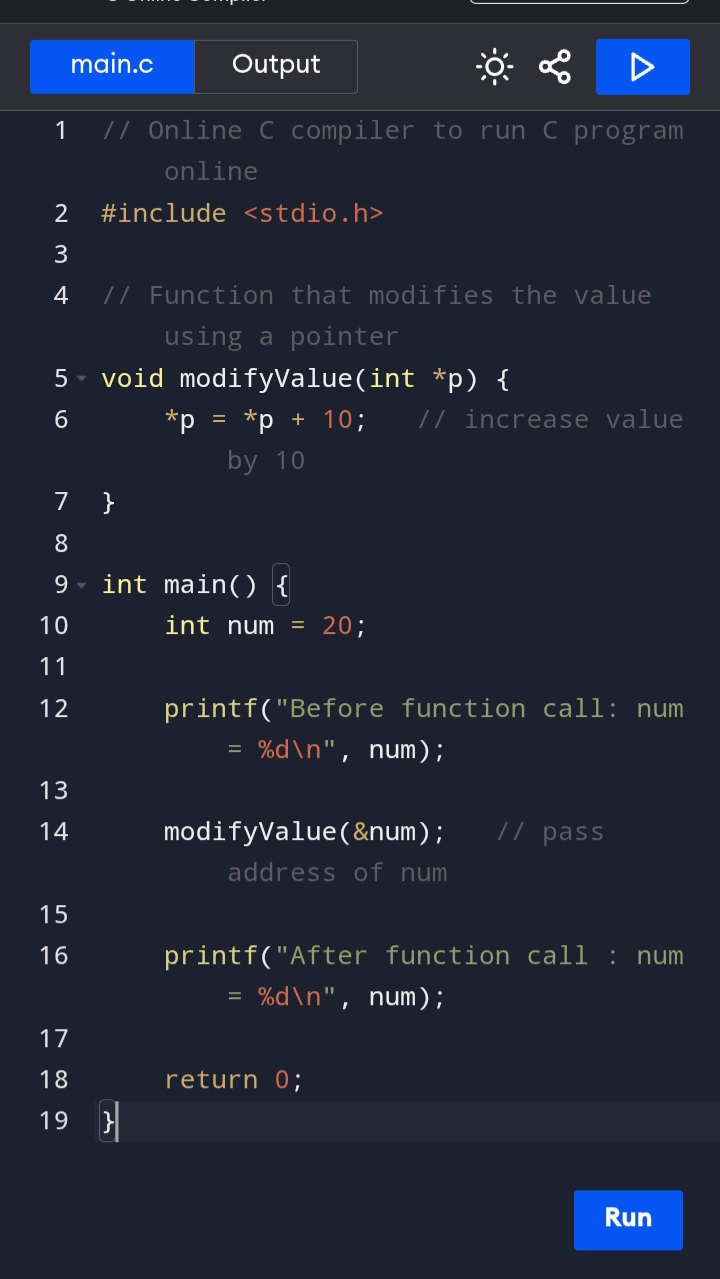 main.c
Output
1 // Online C compiler to run C program
online
2 #include <stdio.h>
3
4 // Function that modifies the value
using a pointer
5 void modifyValue(int *p) {
6 *p = *p + 10; // increase value
by 10
7 }
8
9 int main() {
10 int num = 20;
11
12 printf("Before function call: num
= %d\n", num);
13
14 modifyValue(&num); // pass
address of num
15
16 printf("After function call : num
= %d\n", num);
17
18 return 0;
19 }
Run